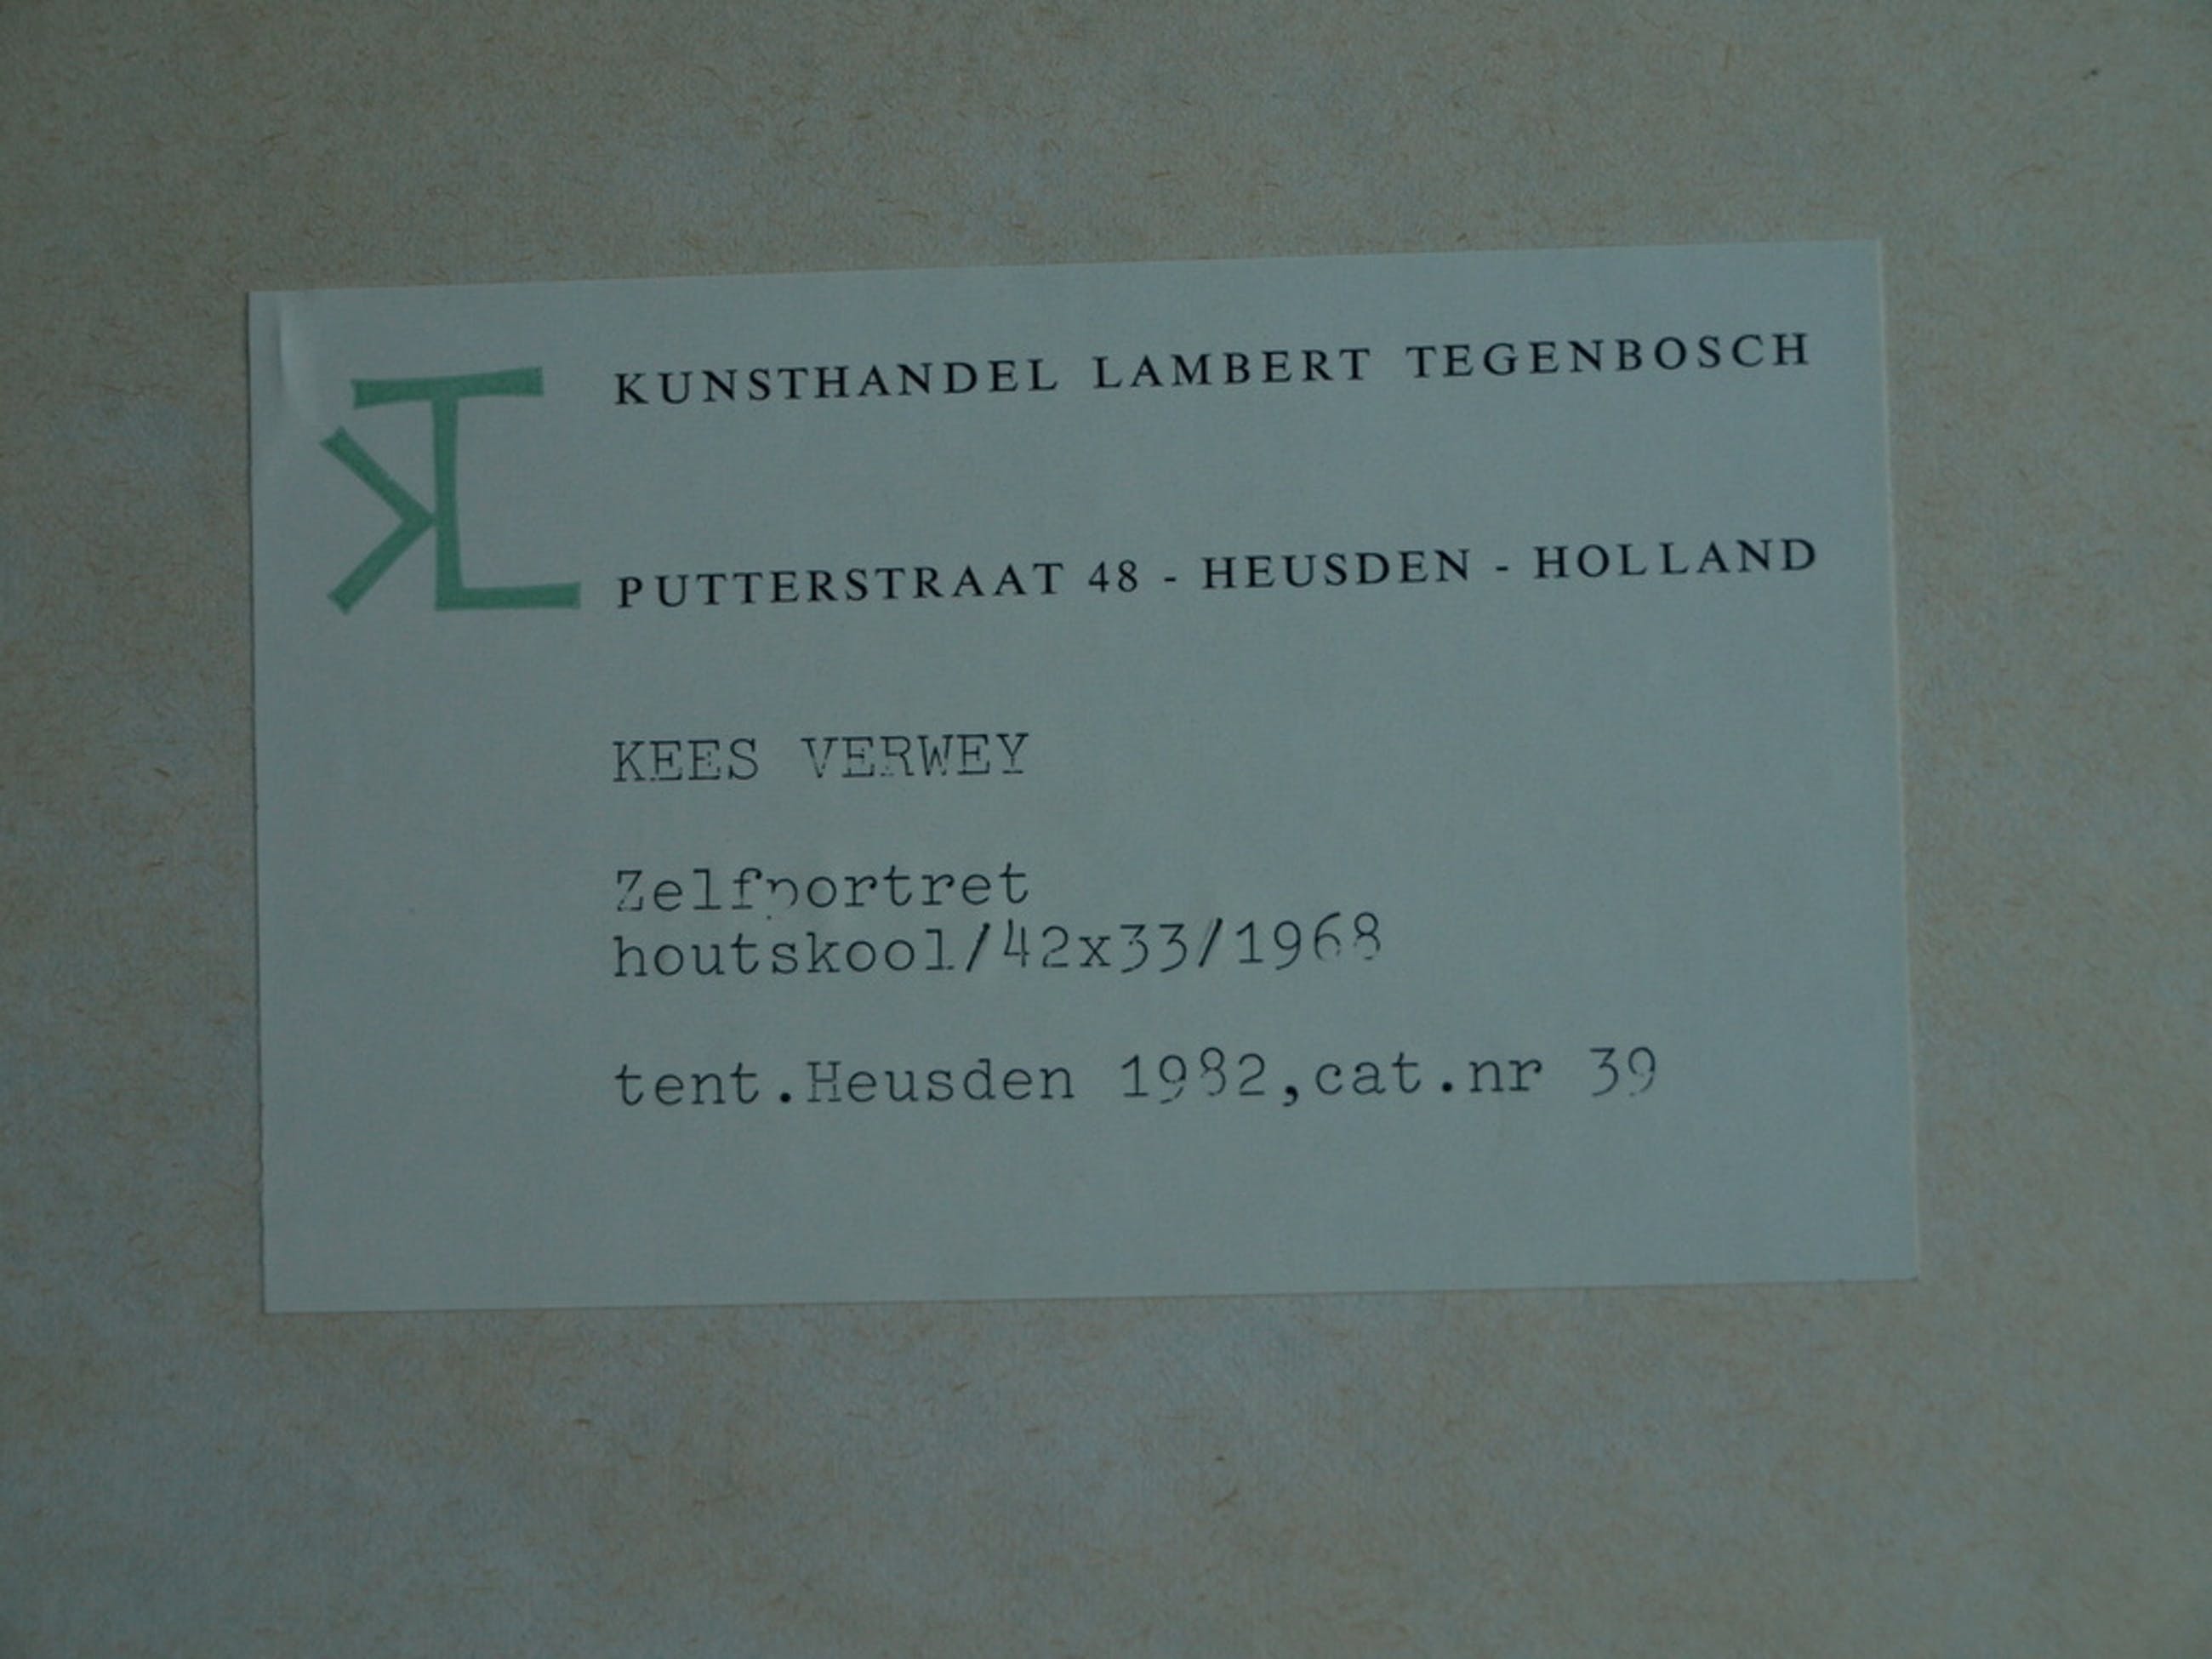 KUNSTHANDEL LAMBERT TEGENBOSCH
PUTTERSTRAAT 48 - HEUSDEN - HOLLAND
KEES VERWEY
Zelfportret
houtskool/42x33/1968
tent.Heusden 1982,cat.nr 39